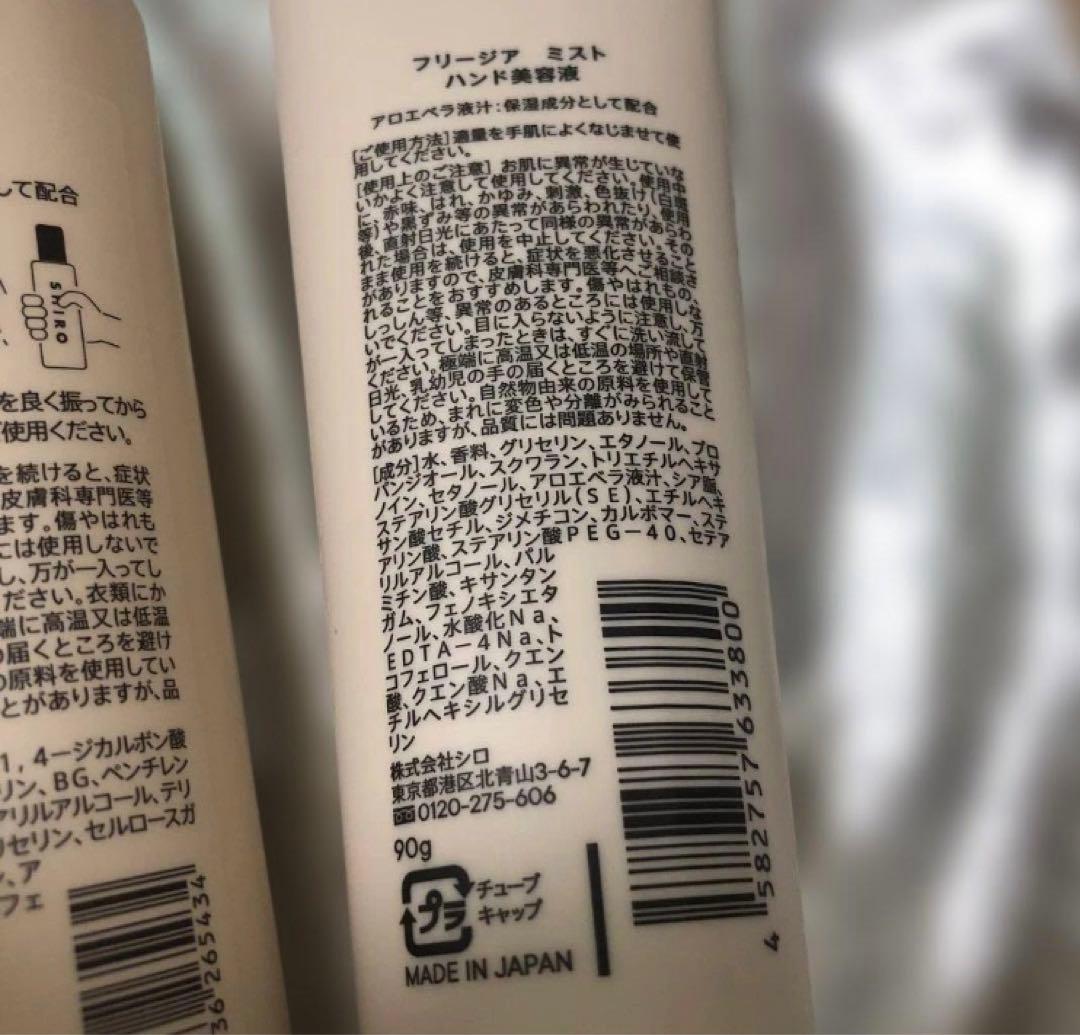 フリージア ミスト
ハンド美容液
アロエベラ液汁:保湿成分として配合
[ご使用方法]適量を手肌によくなじませて使
用してください。
[使用上のご注意] お肌に異常が生じていな
いかよく注意して使用してください。使用中
に、赤味、はれ、かゆみ、刺激、色抜け(白斑
等)や黒ずみ等の異常があらわれたり、使用
後、直射日光にあたって同様の異常があらわ
れた場合は、使用を中止してください。その
まま使用を続けると、症状を悪化させること
がありますので、皮膚科専門医等へご相談さ
れることをおすすめします。傷やはれもの、
しっしん等、異常のあるところには使用しな
いでください。目に入らないように注意し、万
が一入ってしまったときは、すぐに洗い流して
ください。極端に高温又は低温の場所や直射
日光、乳幼児の手の届くところを避けて保管
してください。自然物由来の原料を使用して
いるため、まれに変色や分離がみられること
がありますが、品質には問題ありません。
[成分]水、香料、グリセリン、エタノール、プロ
パンジオール、スクワラン、トリエチルヘキサ
ノイン、セタノール、アロエベラ液汁、シア脂、
ステアリン酸グリセリル(SE)、エチルヘキ
サン酸セチル、ジメチコン、カルボマー、ステ
アリン酸、ステアリン酸PEG－40、セテア
リルアルコール、パル
ミチン酸、キサンタン
ガム、フェノキシエタ
ノール、水酸化Na、
EDTA－4Na、ト
コフェロール、クエン
酸、クエン酸Na、エ
チルヘキシルグリセ
リン
株式会社シロ
東京都港区北青山3-6-7
0120-275-606
90g
プラ
チューブ
キャップ
MADE IN JAPAN
4 582757 633800
して配合
SHIRO
を良く振ってから
使用ください。
を続けると、症状
皮膚科専門医等
ます。傷やはれも
には使用しないで
し、万が一入ってし
ださい。衣類にか
端に高温又は低温
の届くところを避け
の原料を使用してい
とがありますが、品
1，4－ジカルボン酸
リン、BG、ペンチレン
アリルアルコール、テリ
リセリン、セルロースガ
、ア
フェ
36265434